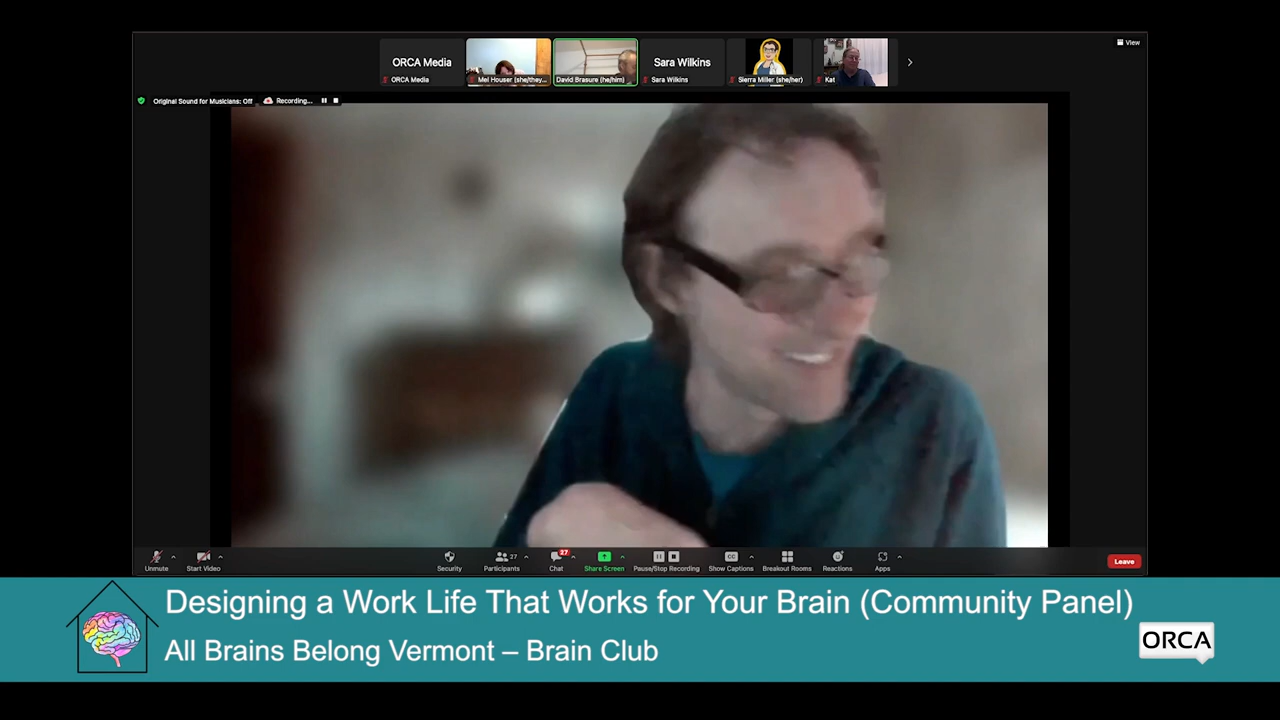 View
ORCA Media
ORCA Media
Mei Houser (she/they...
David Brasure (he/him)
Sara Wilkins
Sara Wilkins
Sierra Miller (she/her)
Kat
Original Sound for Musicians: Off
Recording...
Unmute
Start Video
Security
27
Participants
27
Chat
Share Screen
Pause/Stop Recording
CC
Show Captions
Breakout Rooms
Reactions
Apps
Leave
Designing a Work Life That Works for Your Brain (Community Panel)
All Brains Belong Vermont – Brain Club
ORCA